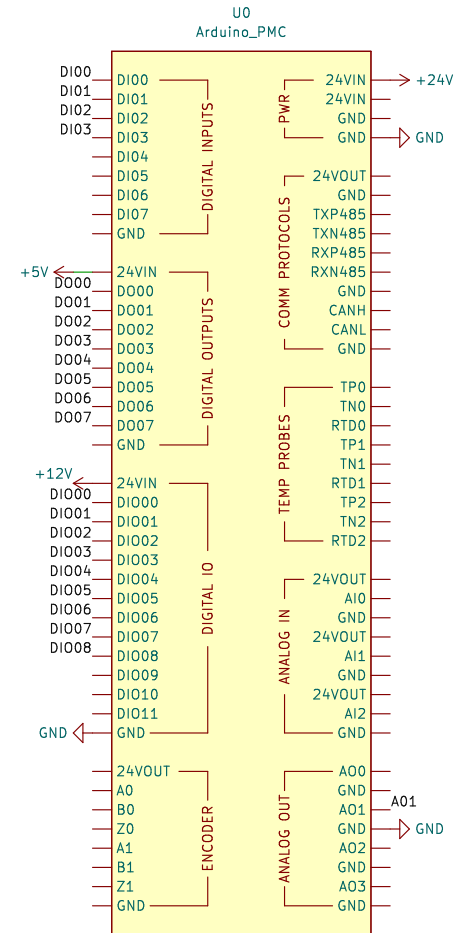 U0
Arduino_PMC
DI00 DI00
DI01 DI01
DI02 DI02
DI03 DI03
DI04
DI05
DI06
DI07
GND
DIGITAL INPUTS
+5V 24VIN
DO00 DO00
DO01 DO01
DO02 DO02
DO03 DO03
DO04 DO04
DO05 DO05
DO06 DO06
DO07 DO07
GND
DIGITAL OUTPUTS
+12V 24VIN
DIO00 DIO00
DIO01 DIO01
DIO02 DIO02
DIO03 DIO03
DIO04 DIO04
DIO05 DIO05
DIO06 DIO06
DIO07 DIO07
DIO08 DIO08
DIO09
DIO10
DIO11
GND GND
DIGITAL IO
24VOUT
A0
B0
Z0
A1
B1
Z1
GND
ENCODER
PWR
24VIN +24V
24VIN
GND
GND GND
COMM PROTOCOLS
24VOUT
GND
TXP485
TXN485
RXP485
RXN485
GND
CANH
CANL
GND
TEMP PROBES
TP0
TN0
RTD0
TP1
TN1
RTD1
TP2
TN2
RTD2
ANALOG IN
24VOUT
AI0
GND
24VOUT
AI1
GND
24VOUT
AI2
GND
ANALOG OUT
AO0
GND
AO1 AO1
GND GND
AO2
GND
AO3
GND